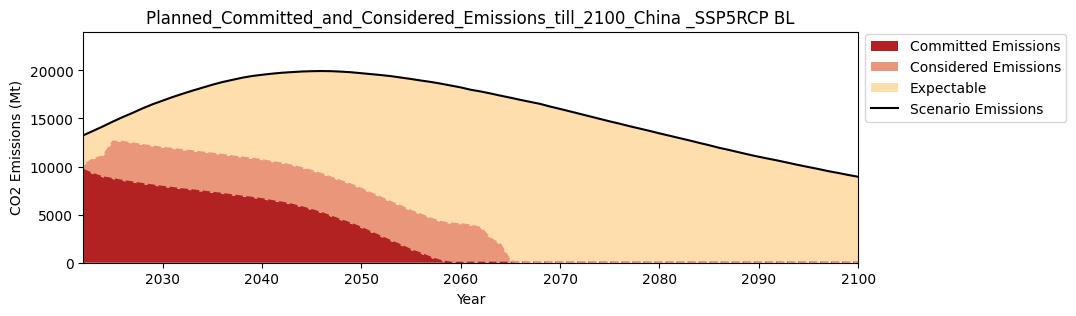 Planned_Committed_and_Considered_Emissions_till_2100_China _SSP5RCP BL
Committed Emissions
Considered Emissions
Expectable
Scenario Emissions
CO2 Emissions (Mt)
20000
15000
10000
5000
0
2030 2040 2050 2060 2070 2080 2090 2100
Year